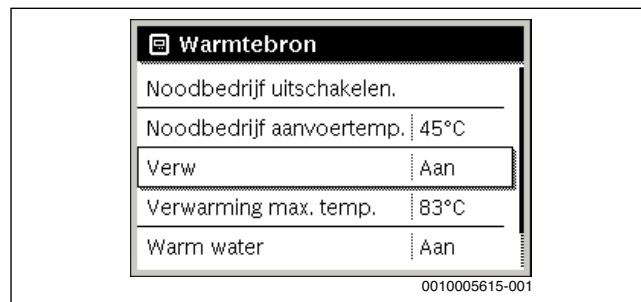 Warmtebron
Noodbedrijf uitschakelen.
Noodbedrijf aanvoertemp. 45°C
Verw Aan
Verwarming max. temp. 83°C
Warm water Aan
0010005615-001